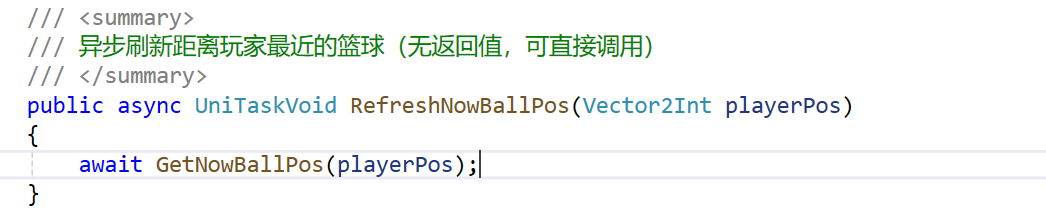 /// <summary>
/// 异步刷新距离玩家最近的篮球（无返回值，可直接调用）
/// </summary>
public async UniTaskVoid RefreshNowBallPos(Vector2Int playerPos)
{
    await GetNowBallPos(playerPos);
}